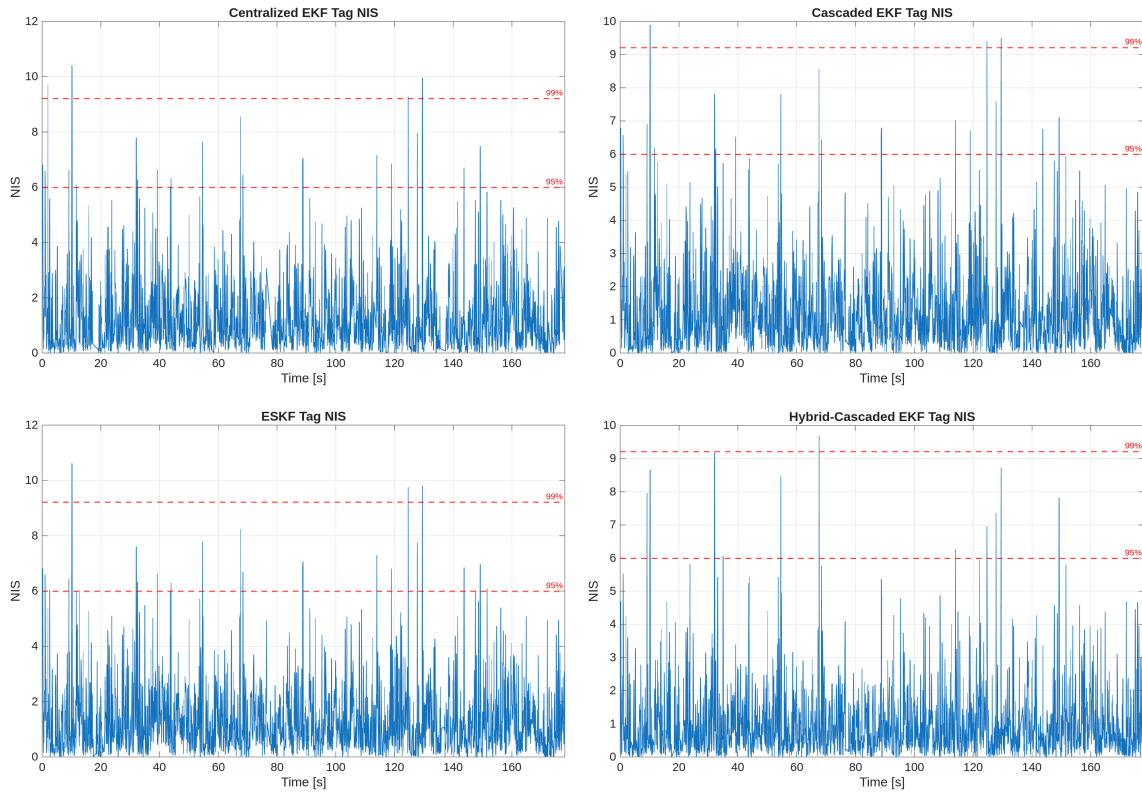 Centralized EKF Tag NIS
12
10
8
6
4
2
0
NIS
99%
95%
0 20 40 60 80 100 120 140 160
Time [s]
Cascaded EKF Tag NIS
10
9
8
7
6
5
4
3
2
1
0
NIS
99%
95%
0 20 40 60 80 100 120 140 160
Time [s]
ESKF Tag NIS
12
10
8
6
4
2
0
NIS
99%
95%
0 20 40 60 80 100 120 140 160
Time [s]
Hybrid-Cascaded EKF Tag NIS
10
9
8
7
6
5
4
3
2
1
0
NIS
99%
95%
0 20 40 60 80 100 120 140 160
Time [s]